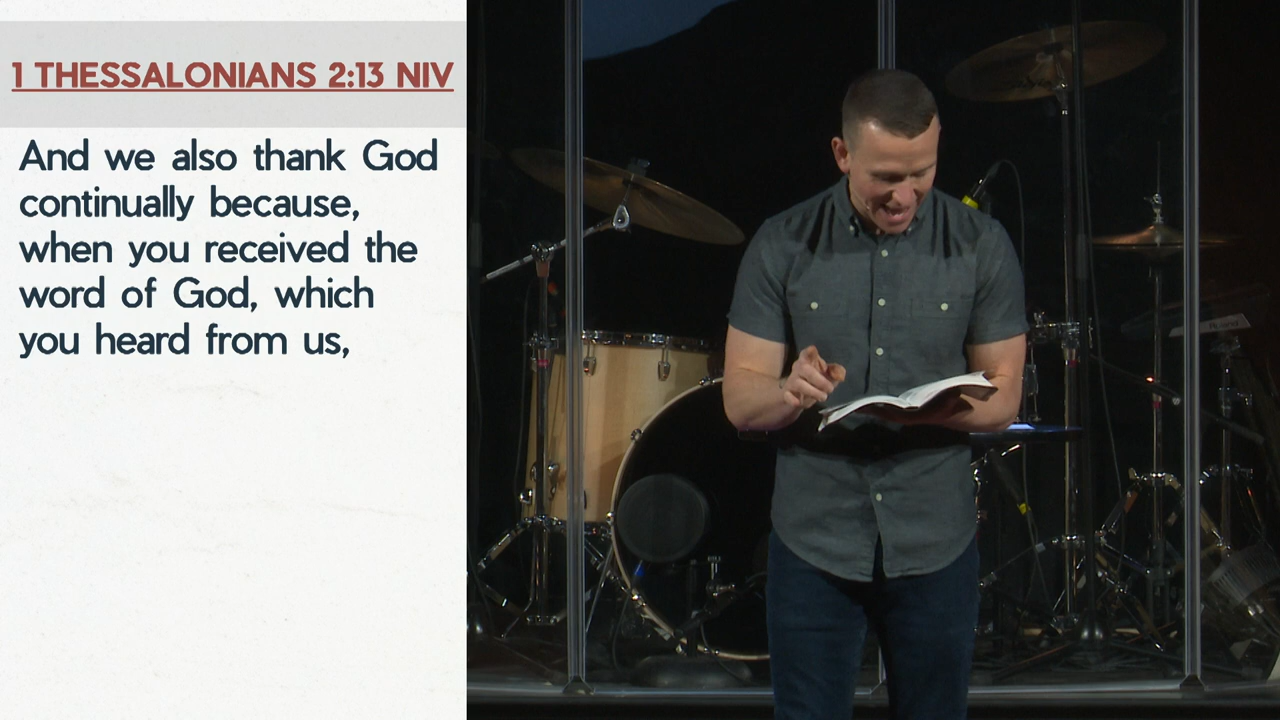 1 THESSALONIANS 2:13 NIV
And we also thank God
continually because,
when you received the
word of God, which
you heard from us,
Roland